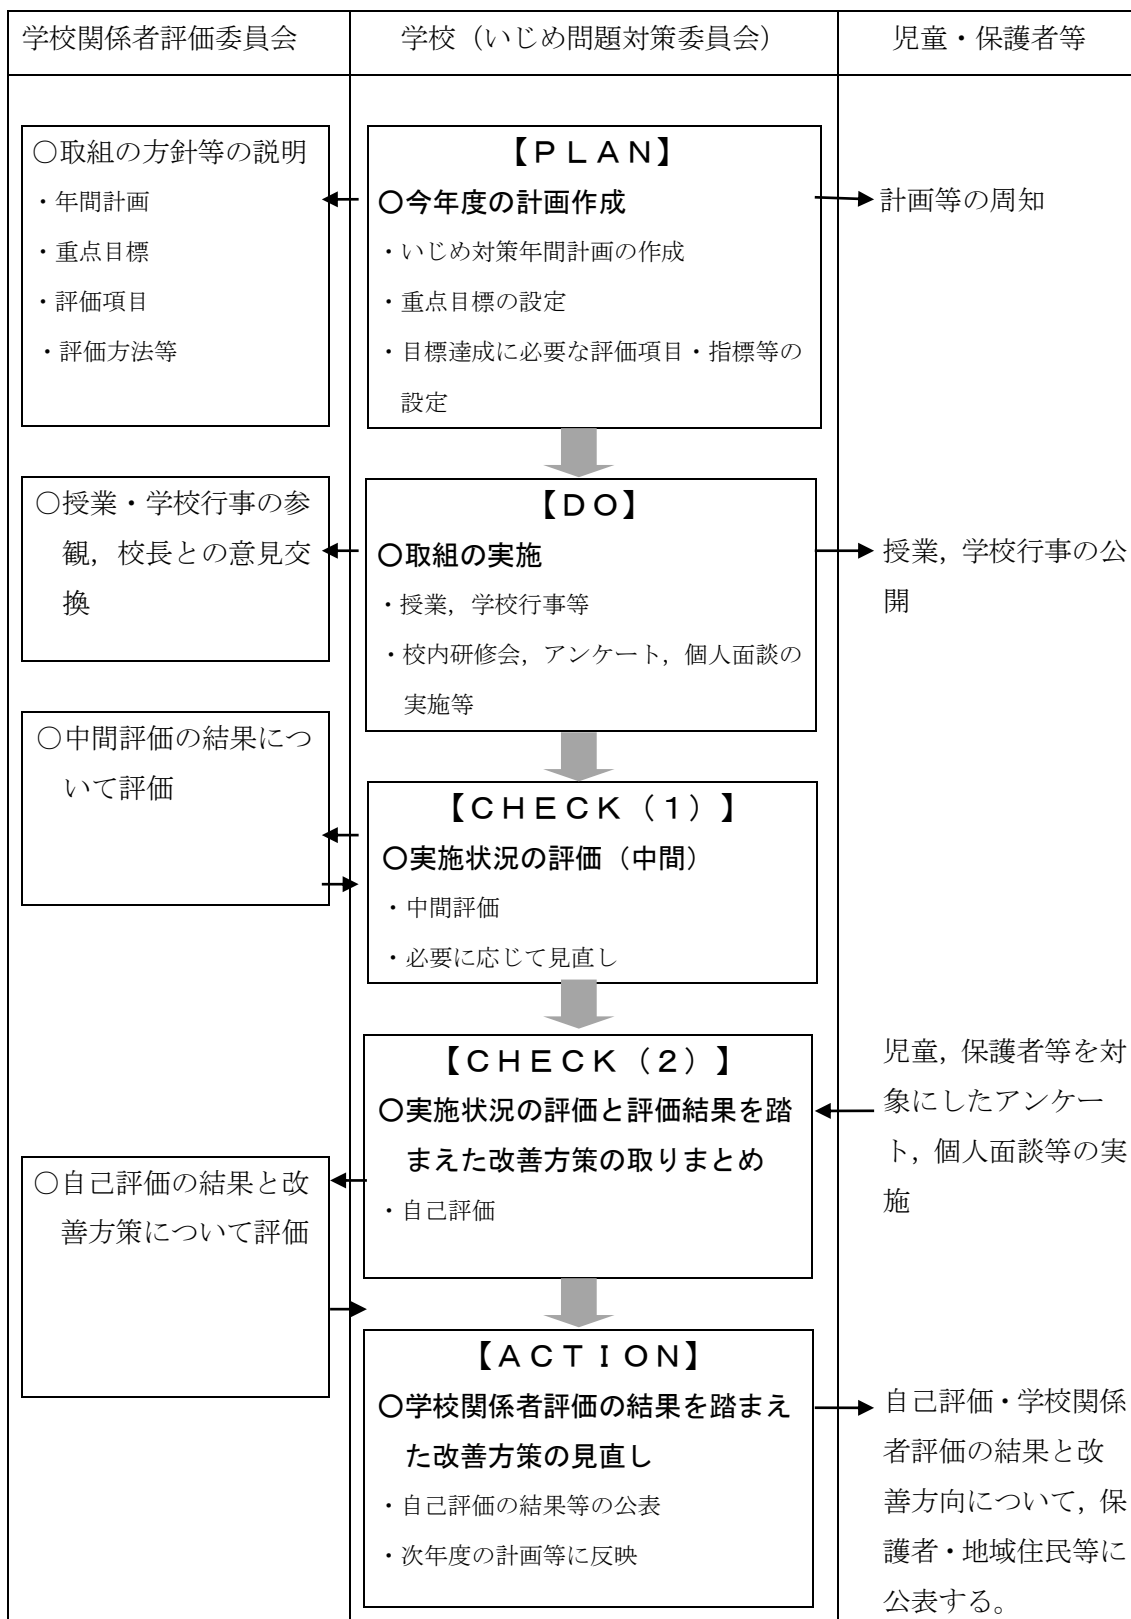 学校関係者評価委員会
学校（いじめ問題対策委員会）
児童・保護者等
○取組の方針等の説明
・年間計画
・重点目標
・評価項目
・評価方法等
【ＰＬＡＮ】
○今年度の計画作成
・いじめ対策年間計画の作成
・重点目標の設定
・目標達成に必要な評価項目・指標等の
設定
計画等の周知
○授業・学校行事の参
観，校長との意見交
換
【ＤＯ】
○取組の実施
・授業，学校行事等
・校内研修会，アンケート，個人面談の
実施等
授業，学校行事の公
開
○中間評価の結果につ
いて評価
【ＣＨＥＣＫ（１）】
○実施状況の評価（中間）
・中間評価
・必要に応じて見直し
【ＣＨＥＣＫ（２）】
○実施状況の評価と評価結果を踏
まえた改善方策の取りまとめ
・自己評価
児童，保護者等を対
象にしたアンケー
ト，個人面談等の実
施
○自己評価の結果と改
善方策について評価
【ＡＣＴＩＯＮ】
○学校関係者評価の結果を踏まえ
た改善方策の見直し
・自己評価の結果等の公表
・次年度の計画等に反映
自己評価・学校関係
者評価の結果と改
善方向について，保
護者・地域住民等に
公表する。